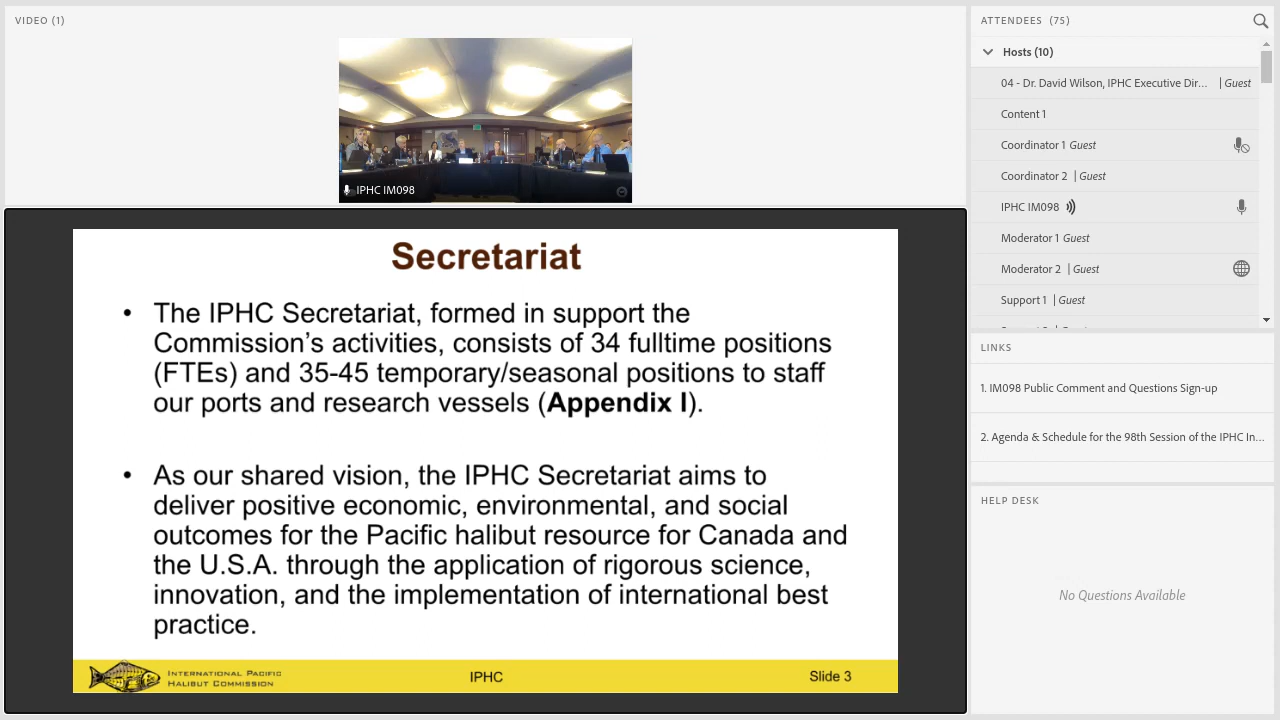 VIDEO (1)
IPHC IM098
Secretariat
• The IPHC Secretariat, formed in support the
Commission's activities, consists of 34 fulltime positions
(FTEs) and 35-45 temporary/seasonal positions to staff
our ports and research vessels (Appendix I).
• As our shared vision, the IPHC Secretariat aims to
deliver positive economic, environmental, and social
outcomes for the Pacific halibut resource for Canada and
the U.S.A. through the application of rigorous science,
innovation, and the implementation of international best
practice.
INTERNATIONAL PACIFIC
HALIBUT COMMISSION
IPHC
Slide 3
ATTENDEES (75)
Hosts (10)
04 - Dr. David Wilson, IPHC Executive Dir... | Guest
Content 1
Coordinator 1 Guest
Coordinator 2 | Guest
IPHC IM098
Moderator 1 Guest
Moderator 2 | Guest
Support 1 | Guest
LINKS
1. IM098 Public Comment and Questions Sign-up
2. Agenda & Schedule for the 98th Session of the IPHC In...
HELP DESK
No Questions Available